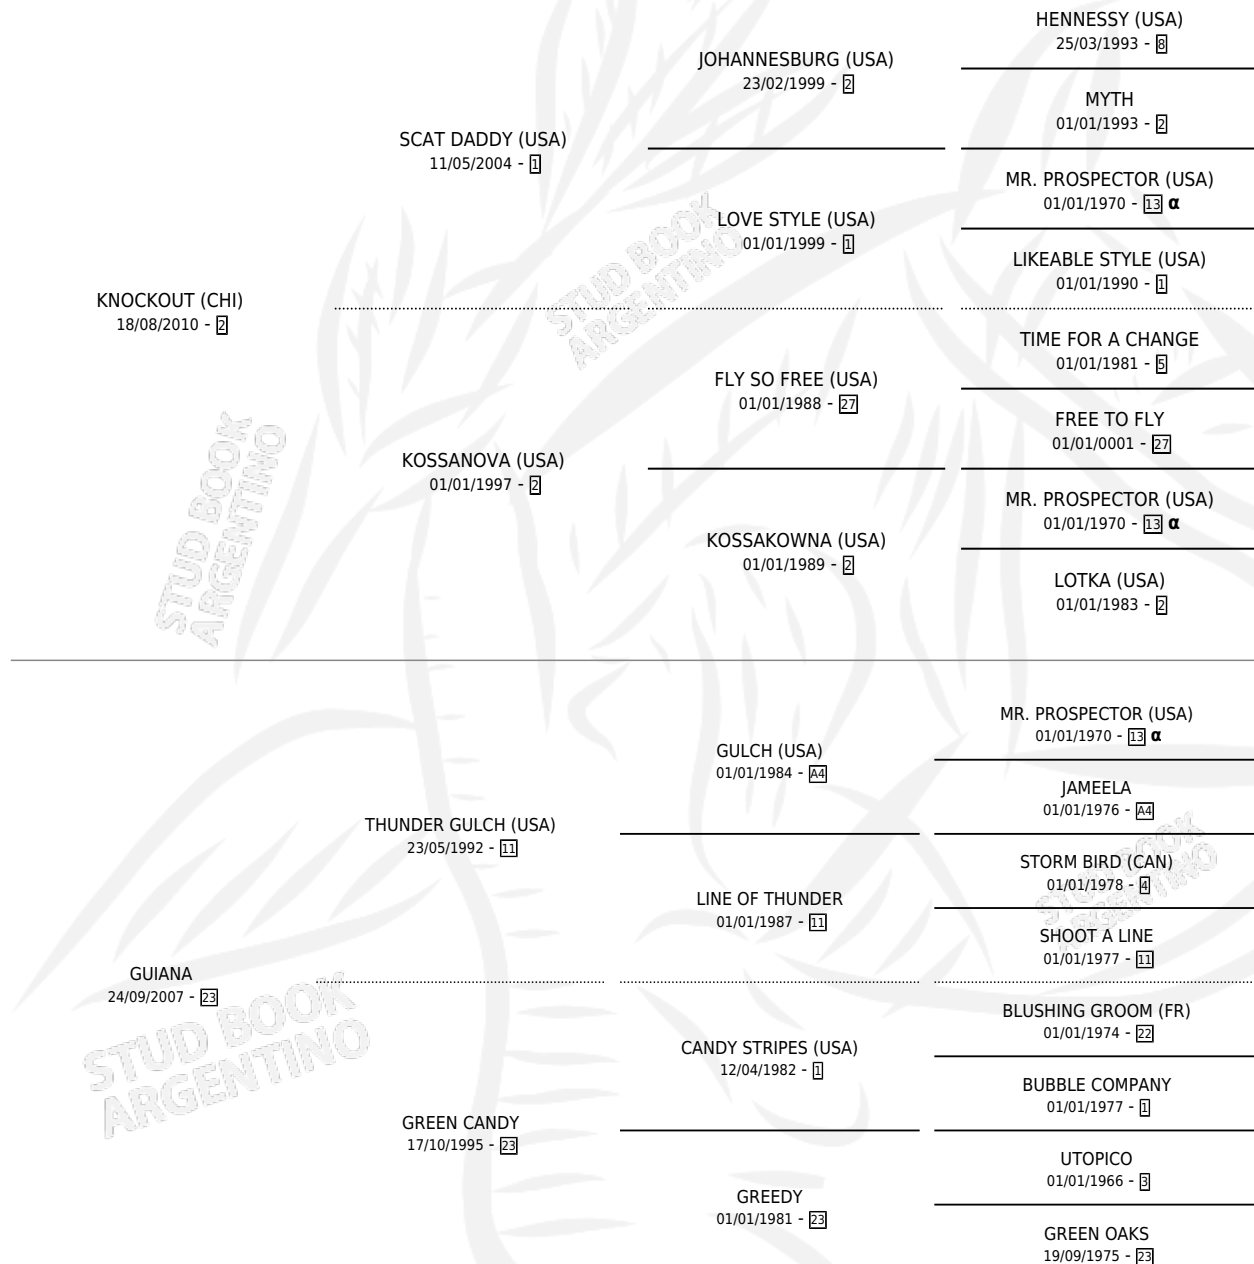 HENNESSY (USA)
25/03/1993 - 8
JOHANNESBURG (USA)
23/02/1999 - 2
MYTH
01/01/1993 - 2
SCAT DADDY (USA)
11/05/2004 - 1
MR. PROSPECTOR (USA)
01/01/1970 - 13 α
LOVE STYLE (USA)
01/01/1999 - 1
LIKEABLE STYLE (USA)
01/01/1990 - 1
KNOCKOUT (CHI)
18/08/2010 - 2
TIME FOR A CHANGE
01/01/1981 - 5
FLY SO FREE (USA)
01/01/1988 - 27
FREE TO FLY
01/01/0001 - 27
KOSSANOVA (USA)
01/01/1997 - 2
MR. PROSPECTOR (USA)
01/01/1970 - 13 α
KOSSAKOWNA (USA)
01/01/1989 - 2
LOTKA (USA)
01/01/1983 - 2
MR. PROSPECTOR (USA)
01/01/1970 - 13 α
GULCH (USA)
01/01/1984 - A4
JAMEELA
01/01/1976 - A4
THUNDER GULCH (USA)
23/05/1992 - 11
STORM BIRD (CAN)
01/01/1978 - 4
LINE OF THUNDER
01/01/1987 - 11
SHOOT A LINE
01/01/1977 - 11
GUIANA
24/09/2007 - 23
BLUSHING GROOM (FR)
01/01/1974 - 22
CANDY STRIPES (USA)
12/04/1982 - 1
BUBBLE COMPANY
01/01/1977 - 1
GREEN CANDY
17/10/1995 - 23
UTOPICO
01/01/1966 - 3
GREEDY
01/01/1981 - 23
GREEN OAKS
19/09/1975 - 23
STUD BOOK
ARGENTINO
STUD BOOK
ARGENTINO
STUD BOOK
ARGENTINO
STUD BOOK
ARGENTINO